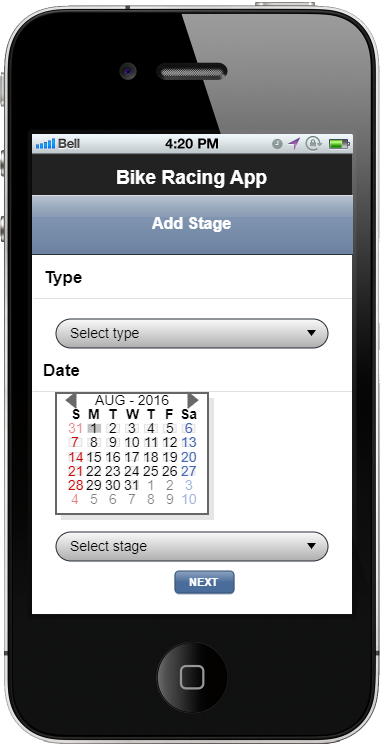 Bell 4:20 PM
Bike Racing App
Add Stage
Type
Select type
Date
AUG - 2016
S M T W T F Sa
31 1 2 3 4 5 6
7 8 9 10 11 12 13
14 15 16 17 18 19 20
21 22 23 24 25 26 27
28 29 30 31 1 2 3
4 5 6 7 8 9 10
Select stage
NEXT